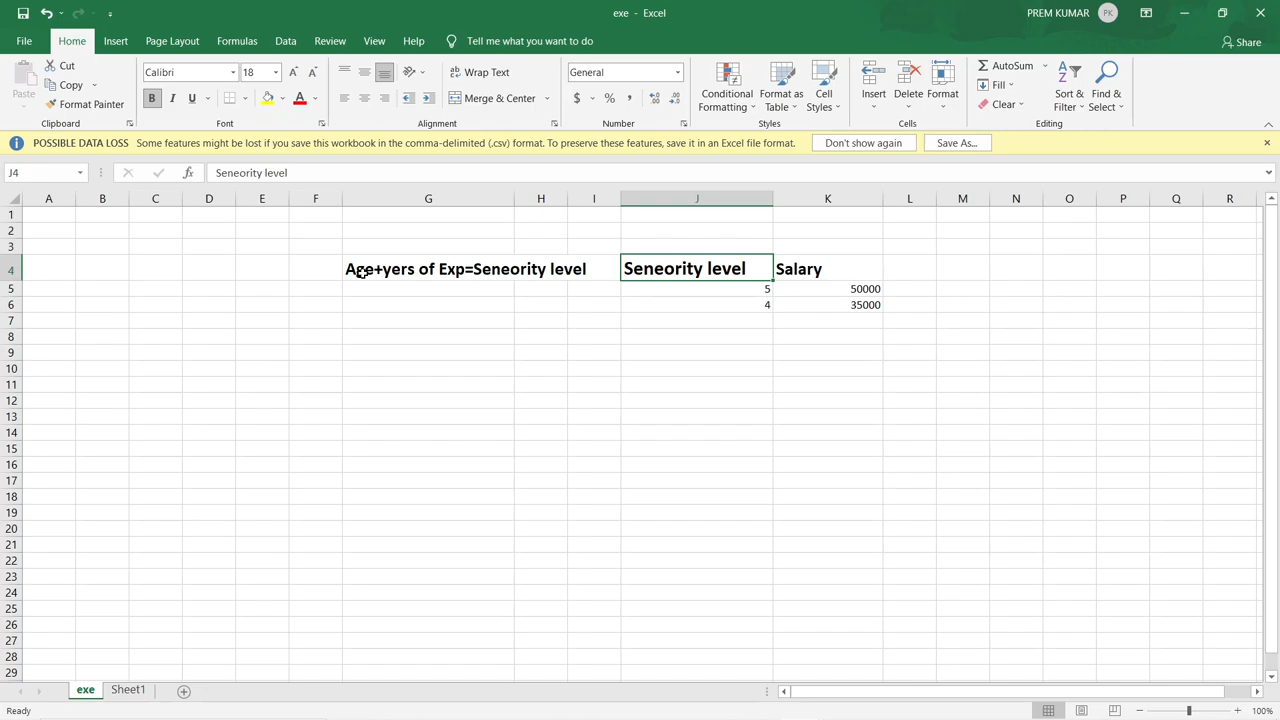 exe - Excel
PREM KUMAR PK
File Home Insert Page Layout Formulas Data Review View Help Tell me what you want to do Share
Paste Cut Copy Format Painter Clipboard
Calibri 18 A A B I U A Font
ab Wrap Text Merge & Center Alignment
General $ % , Number
Conditional Formatting Format as Table Cell Styles Styles
Insert Delete Format Cells
AutoSum Fill Clear Sort & Filter Find & Select Editing
POSSIBLE DATA LOSS Some features might be lost if you save this workbook in the comma-delimited (.csv) format. To preserve these features, save it in an Excel file format. Don't show again Save As...
J4 fx Seneority level
A B C D E F G H I J K L M N O P Q R
1
2
3
4 Age+yers of Exp=Seneority level Seneority level Salary
5 5 50000
6 4 35000
7
8
9
10
11
12
13
14
15
16
17
18
19
20
21
22
23
24
25
26
27
28
29
exe Sheet1
Ready 100%